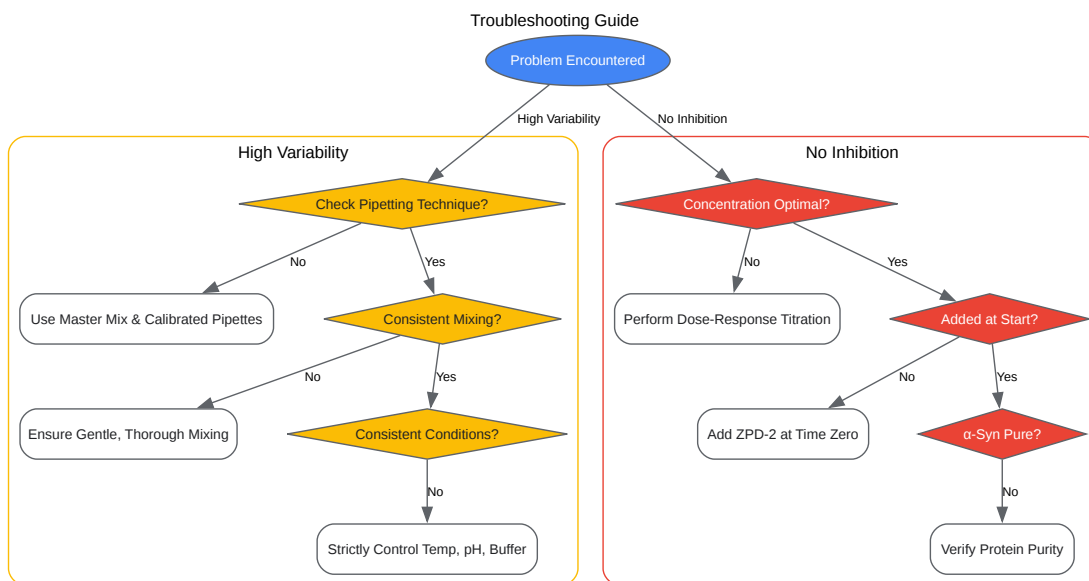 Troubleshooting Guide
Problem Encountered
High Variability
No Inhibition
High Variability
No Inhibition
Check Pipetting Technique?
Concentration Optimal?
No
Yes
No
Yes
Use Master Mix & Calibrated Pipettes
Consistent Mixing?
Perform Dose-Response Titration
Added at Start?
No
Yes
No
Yes
Ensure Gentle, Thorough Mixing
Consistent Conditions?
Add ZPD-2 at Time Zero
α-Syn Pure?
No
No
Strictly Control Temp, pH, Buffer
Verify Protein Purity